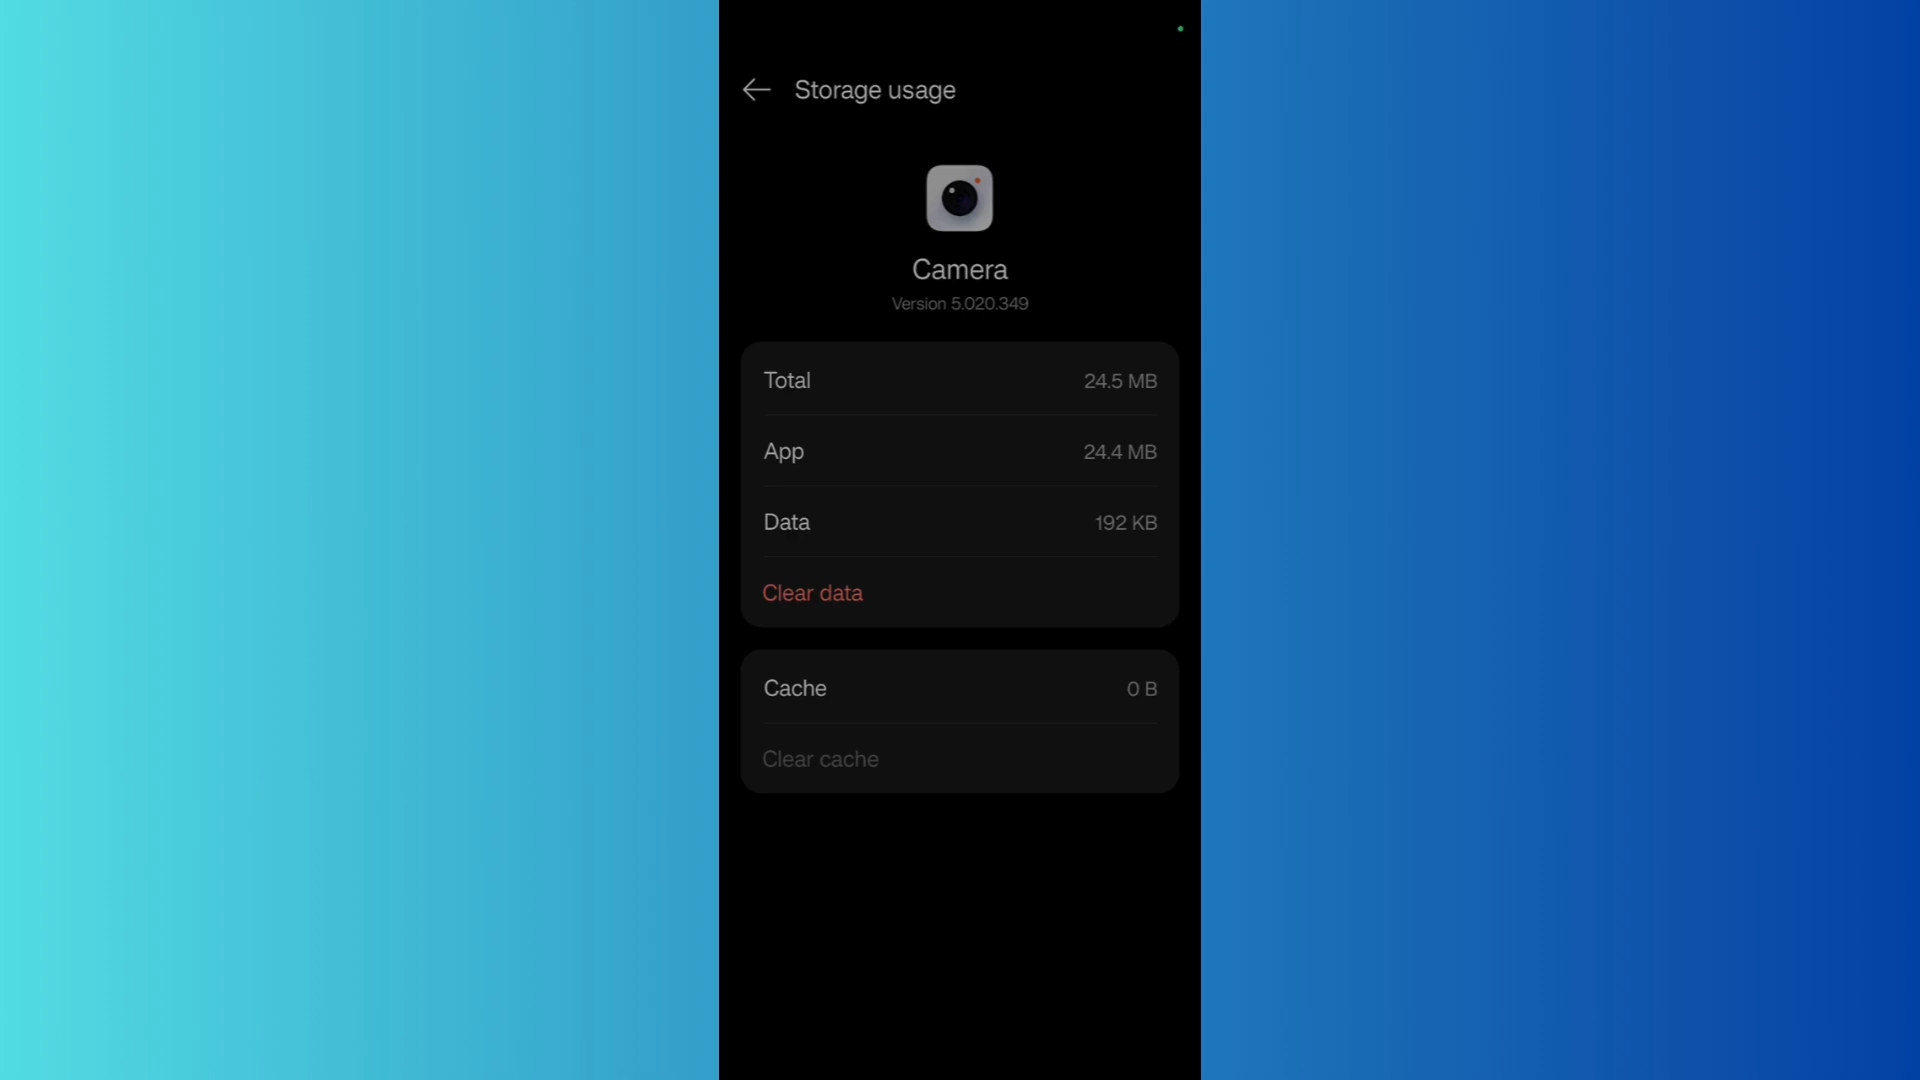 Storage usage
Camera
Version 5.020.349
Total 24.5 MB
App 24.4 MB
Data 192 KB
Clear data
Cache 0 B
Clear cache